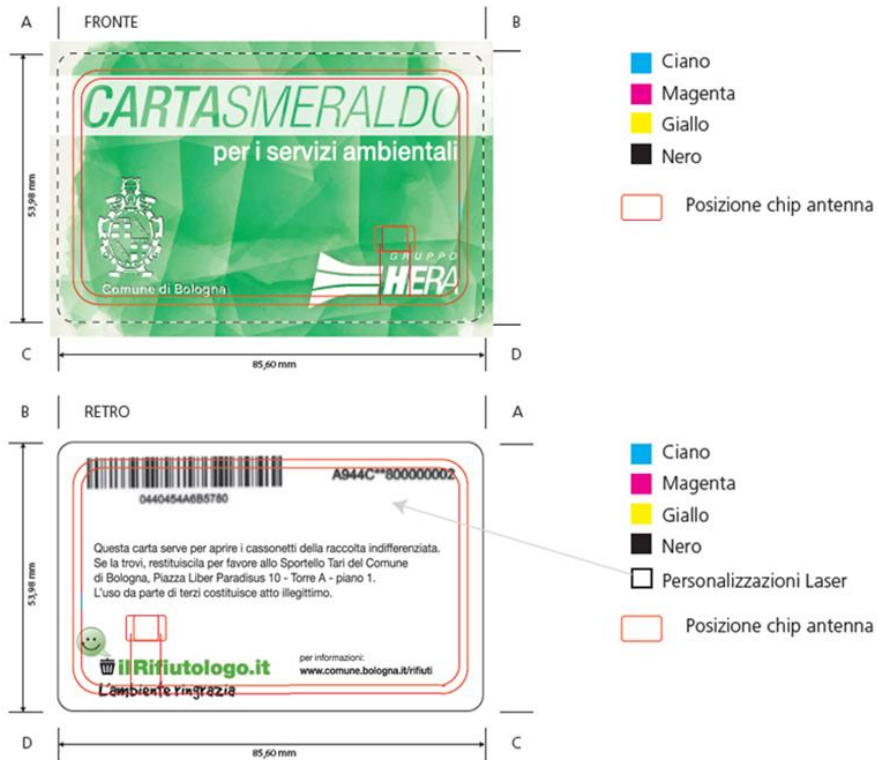 A FRONTE B
Ciano
Magenta
Giallo
Nero
Posizione chip antenna
53,98 mm
CARTASMERALDO
per i servizi ambientali
Comune di Bologna
GRUPPO
HERA
C D
85,60 mm
B RETRO A
Ciano
Magenta
Giallo
Nero
Personalizzazioni Laser
Posizione chip antenna
53,98 mm
0440454A6B5780
A944C**800000002
Questa carta serve per aprire i cassonetti della raccolta indifferenziata.
Se la trovi, restituiscila per favore allo Sportello Tari del Comune
di Bologna, Piazza Liber Paradisus 10 - Torre A - piano 1.
L'uso da parte di terzi costituisce atto illegittimo.
ilRifiutologo.it
L'ambiente ringrazia
per informazioni:
www.comune.bologna.it/rifiuti
D C
85,60 mm